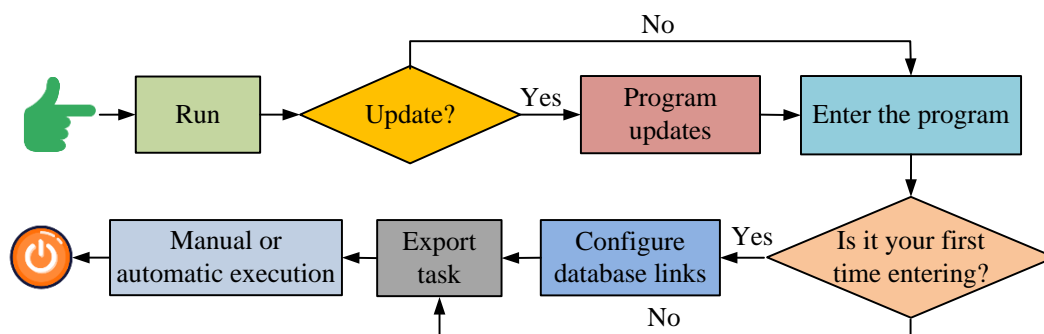 No
Run
Update?
Yes
Program
updates
Enter the program
Manual or
automatic execution
Export
task
Configure
database links
Yes
Is it your first
time entering?
No